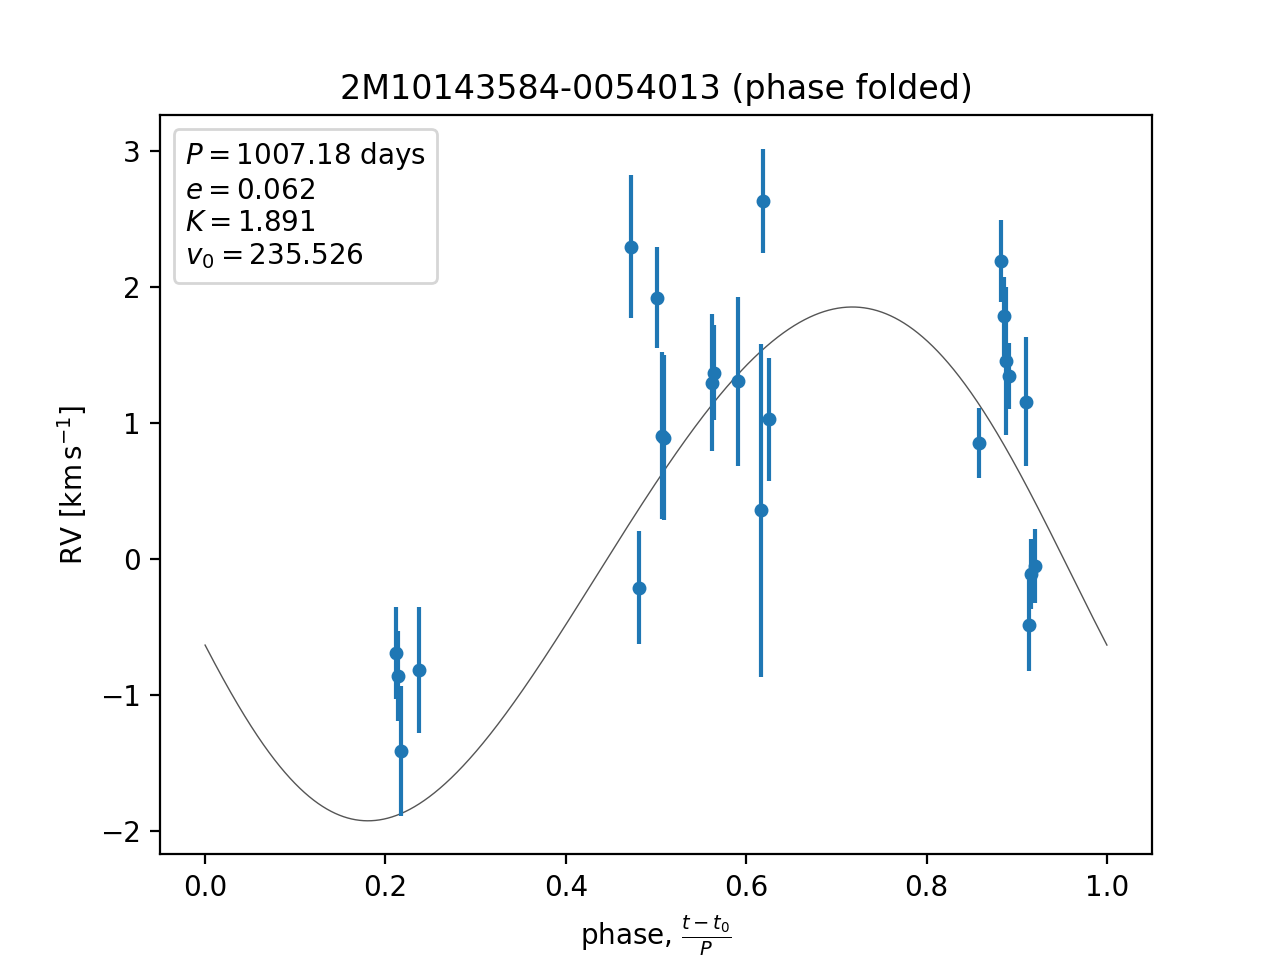 2M10143584-0054013 (phase folded)
P = 1007.18 days
e = 0.062
K = 1.891
v₀ = 235.526
3
2
1
0
−1
−2
RV [km s⁻¹]
0.0 0.2 0.4 0.6 0.8 1.0
phase, (t − t₀)/P